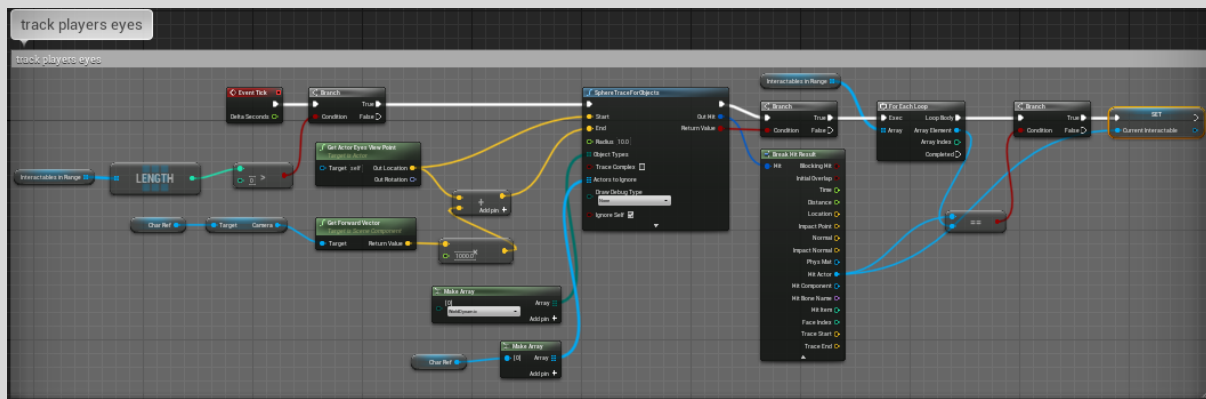 track players eyes
track players eyes
Event Tick
Delta Seconds
Branch
True
Condition
False
Interactables in Range
LENGTH
0
>
Char Ref
Target
Camera
Get Actor Eyes View Point
Target is Actor
Target self
Out Location
Out Rotation
Get Forward Vector
Target is Scene Component
Target
Return Value
+
Add pin +
1000.0
Make Array
[0]
WorldDynamic
Array
Add pin +
Char Ref
Make Array
[0]
Array
Add pin +
SphereTraceForObjects
Start
End
Radius 10.0
Object Types
Trace Complex
Actors to Ignore
Draw Debug Type
None
Ignore Self
Out Hit
Return Value
Interactables in Range
Branch
True
Condition
False
Break Hit Result
Hit
Blocking Hit
Initial Overlap
Time
Distance
Location
Impact Point
Normal
Impact Normal
Phys Mat
Hit Actor
Hit Component
Hit Bone Name
Hit Item
Face Index
Trace Start
Trace End
For Each Loop
Exec
Loop Body
Array
Array Element
Array Index
Completed
==
Branch
True
Condition
False
SET
Current Interactable